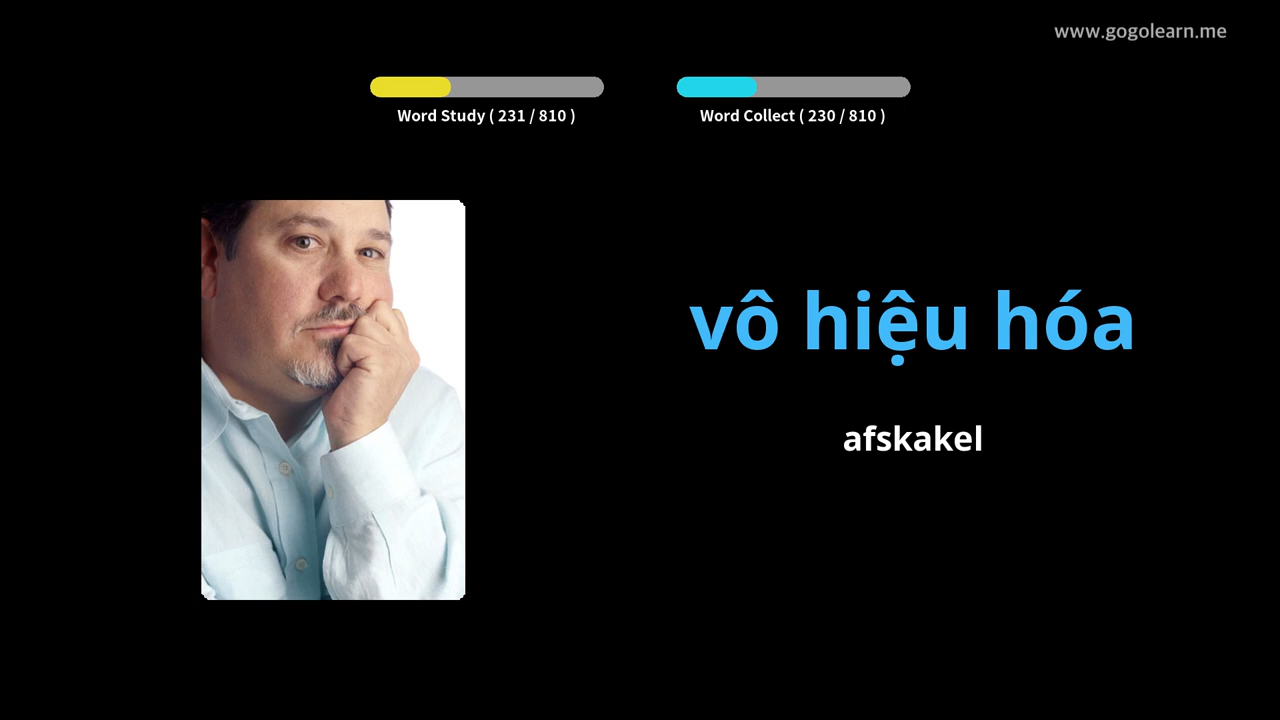 www.gogolearn.me
Word Study ( 231 / 810 )
Word Collect ( 230 / 810 )
vô hiệu hóa
afskakel